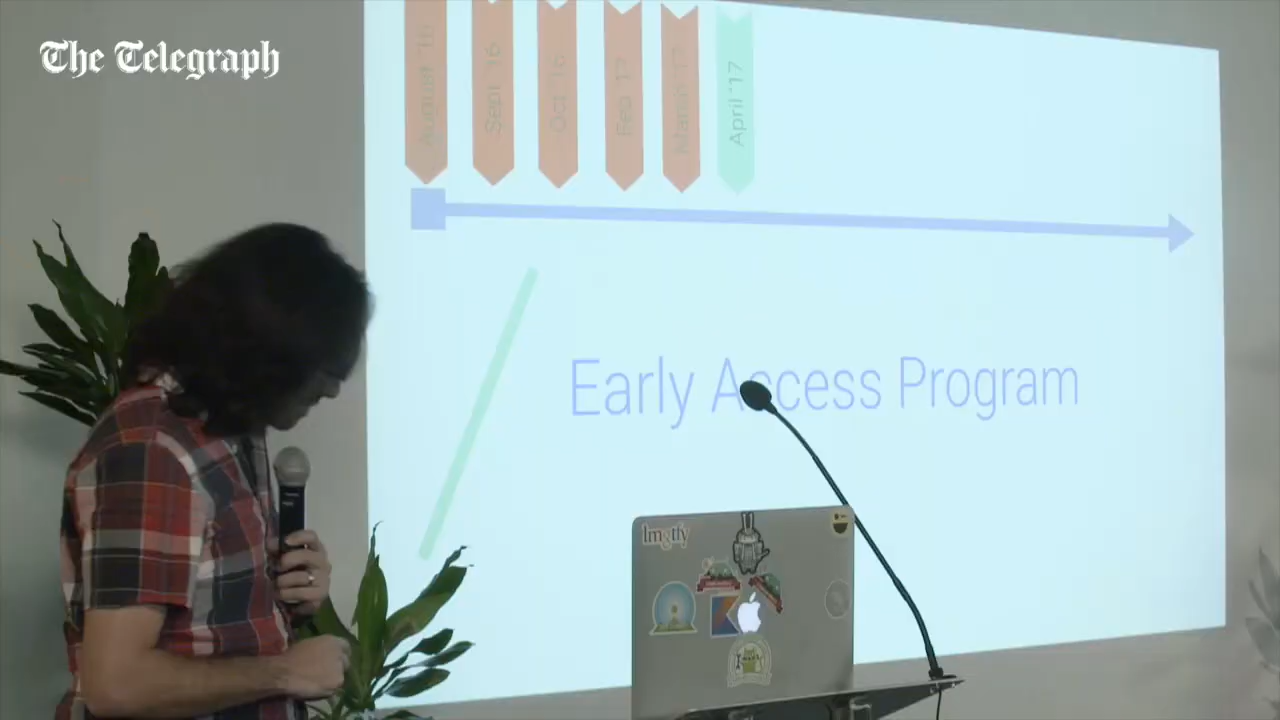 The Telegraph
August '16
Sept '16
Oct '16
Feb '17
March '17
April '17
Early Access Program
lmgtfy